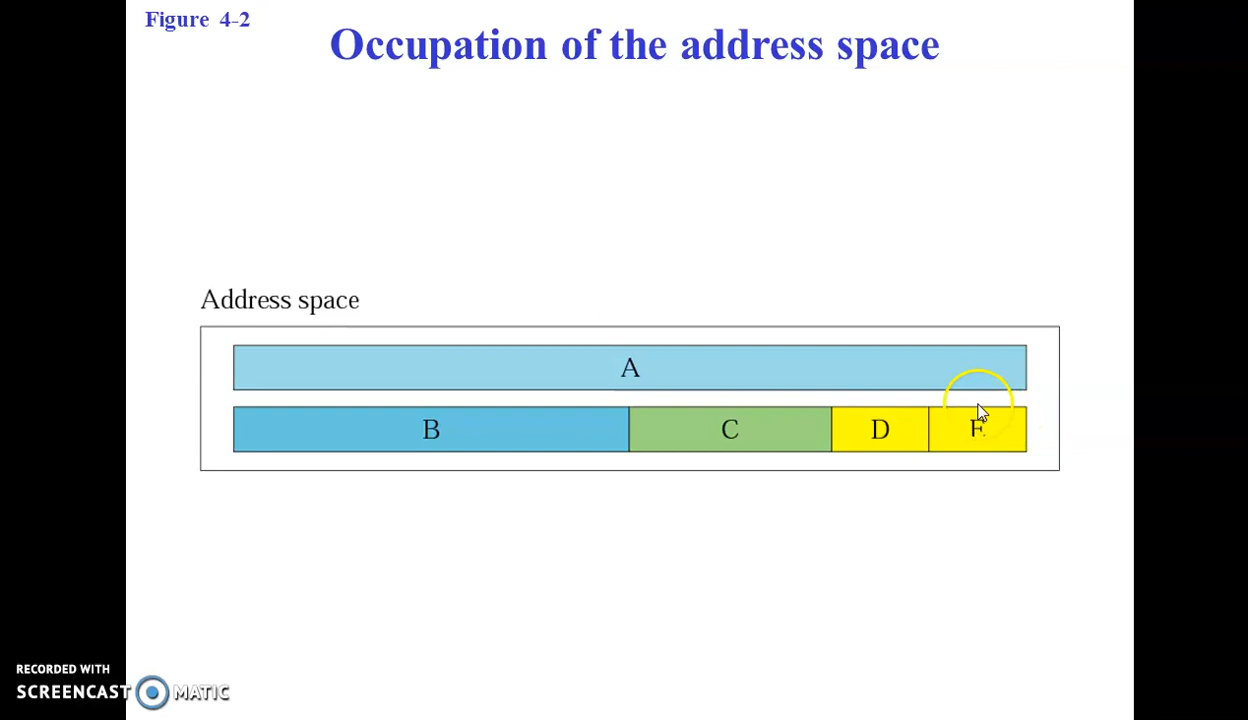 Figure 4-2
Occupation of the address space
Address space
A
B C D E
RECORDED WITH
SCREENCAST MATIC